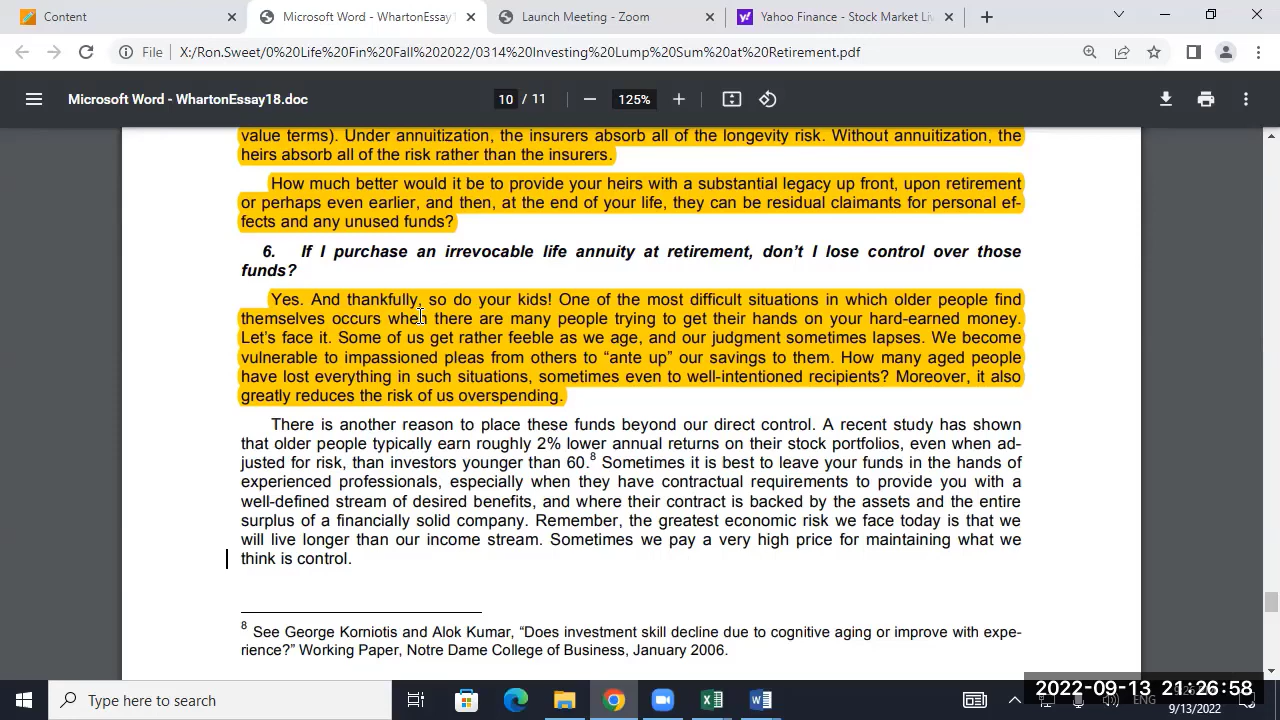 Content
Microsoft Word - WhartonEssay1
Launch Meeting - Zoom
Yahoo Finance - Stock Market Li
File
X:/Ron.Sweet/0%20Life%20Fin%20Fall%202022/0314%20Investing%20Lump%20Sum%20at%20Retirement.pdf
Microsoft Word - WhartonEssay18.doc
10 / 11
125%
value terms). Under annuitization, the insurers absorb all of the longevity risk. Without annuitization, the
heirs absorb all of the risk rather than the insurers.
How much better would it be to provide your heirs with a substantial legacy up front, upon retirement
or perhaps even earlier, and then, at the end of your life, they can be residual claimants for personal ef-
fects and any unused funds?
6. If I purchase an irrevocable life annuity at retirement, don’t I lose control over those
funds?
Yes. And thankfully, so do your kids! One of the most difficult situations in which older people find
themselves occurs when there are many people trying to get their hands on your hard-earned money.
Let’s face it. Some of us get rather feeble as we age, and our judgment sometimes lapses. We become
vulnerable to impassioned pleas from others to “ante up” our savings to them. How many aged people
have lost everything in such situations, sometimes even to well-intentioned recipients? Moreover, it also
greatly reduces the risk of us overspending.
There is another reason to place these funds beyond our direct control. A recent study has shown
that older people typically earn roughly 2% lower annual returns on their stock portfolios, even when ad-
justed for risk, than investors younger than 60.8 Sometimes it is best to leave your funds in the hands of
experienced professionals, especially when they have contractual requirements to provide you with a
well-defined stream of desired benefits, and where their contract is backed by the assets and the entire
surplus of a financially solid company. Remember, the greatest economic risk we face today is that we
will live longer than our income stream. Sometimes we pay a very high price for maintaining what we
think is control.
8 See George Korniotis and Alok Kumar, “Does investment skill decline due to cognitive aging or improve with expe-
rience?” Working Paper, Notre Dame College of Business, January 2006.
Type here to search
2022-09-13 21:26:58
ENG
9/13/2022